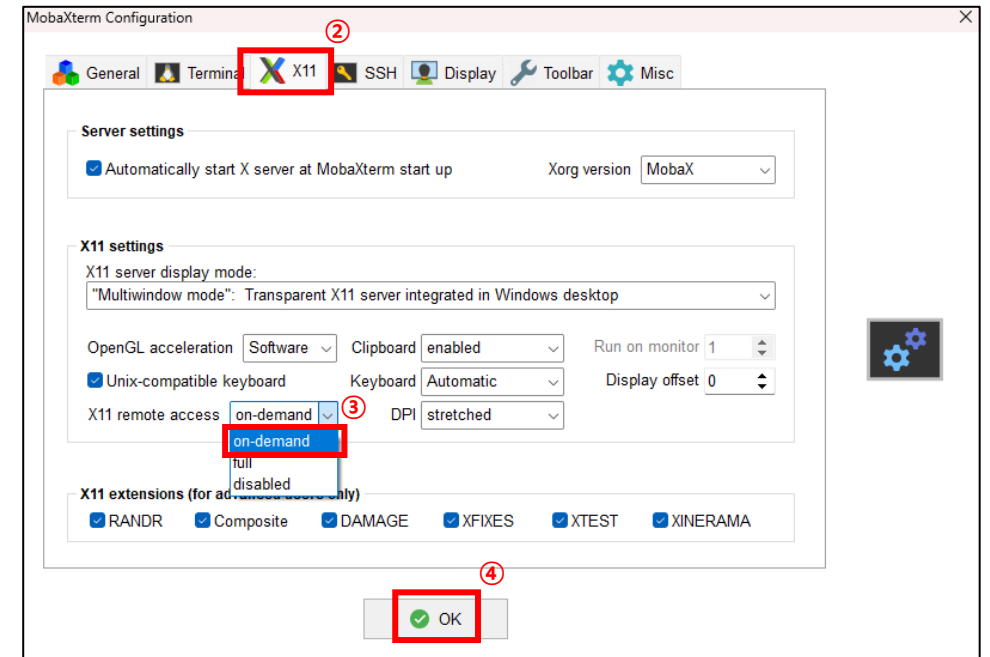 MobaXterm Configuration
②
General Terminal X11 SSH Display Toolbar Misc
Server settings
Automatically start X server at MobaXterm start up Xorg version MobaX
X11 settings
X11 server display mode:
"Multiwindow mode": Transparent X11 server integrated in Windows desktop
OpenGL acceleration Software Clipboard enabled Run on monitor 1
Unix-compatible keyboard Keyboard Automatic Display offset 0
X11 remote access on-demand ③ DPI stretched
on-demand
full
disabled
X11 extensions (for advanced users only)
RANDR Composite DAMAGE XFIXES XTEST XINERAMA
④
OK